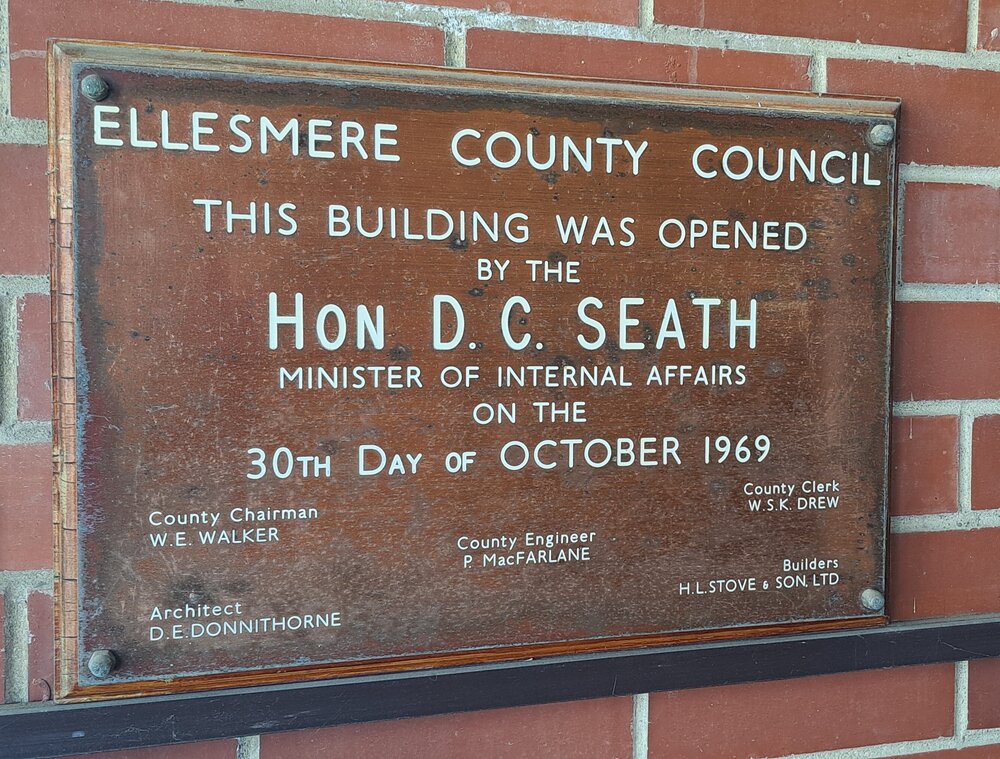 ELLESMERE COUNTY COUNCIL
THIS BUILDING WAS OPENED
BY THE
HON D. C. SEATH
MINISTER OF INTERNAL AFFAIRS
ON THE
30TH DAY OF OCTOBER 1969
County Chairman
W.E. WALKER
County Clerk
W.S.K. DREW
County Engineer
P. MacFARLANE
Architect
D.E.DONNITHORNE
Builders
H.L.STOVE & SON, LTD